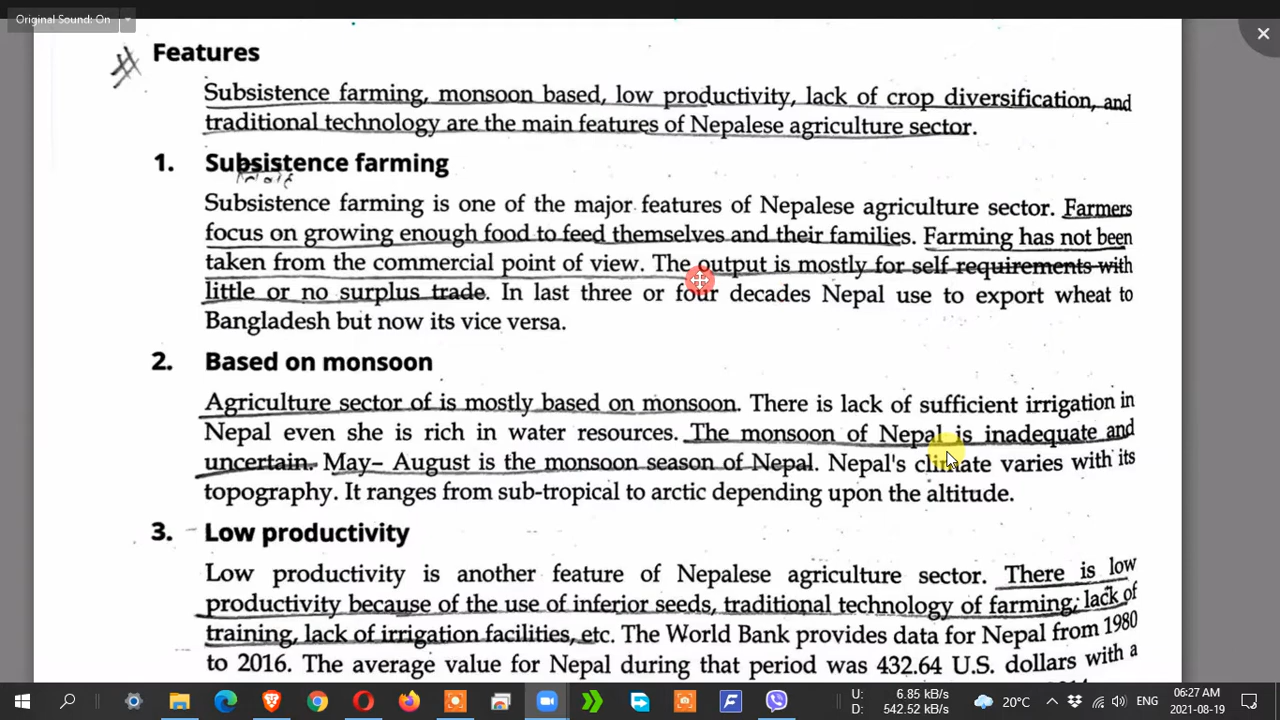 Original Sound: On
Features
Subsistence farming, monsoon based, low productivity, lack of crop diversification, and
traditional technology are the main features of Nepalese agriculture sector.
1. Subsistence farming
Subsistence farming is one of the major features of Nepalese agriculture sector. Farmers
focus on growing enough food to feed themselves and their families. Farming has not been
taken from the commercial point of view. The output is mostly for self requirements with
little or no surplus trade. In last three or four decades Nepal use to export wheat to
Bangladesh but now its vice versa.
2. Based on monsoon
Agriculture sector of is mostly based on monsoon. There is lack of sufficient irrigation in
Nepal even she is rich in water resources. The monsoon of Nepal is inadequate and
uncertain. May– August is the monsoon season of Nepal. Nepal's climate varies with its
topography. It ranges from sub-tropical to arctic depending upon the altitude.
3. Low productivity
Low productivity is another feature of Nepalese agriculture sector. There is low
productivity because of the use of inferior seeds, traditional technology of farming; lack of
training, lack of irrigation facilities, etc. The World Bank provides data for Nepal from 1980
to 2016. The average value for Nepal during that period was 432.64 U.S. dollars with a
U: 6.85 kB/s
D: 542.52 kB/s
20°C
ENG
06:27 AM
2021-08-19